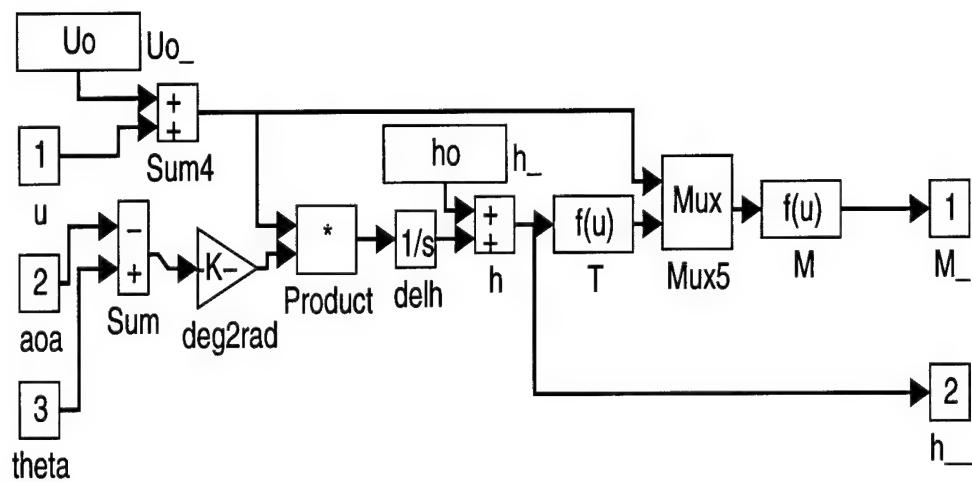 Uo
Uo_
+
+
Sum4
1
u
ho
h_
+
+
h
f(u)
T
Mux
Mux5
f(u)
M
1
M_
2
aoa
−
+
Sum
-K-
deg2rad
*
Product
1/s
delh
3
theta
2
h__